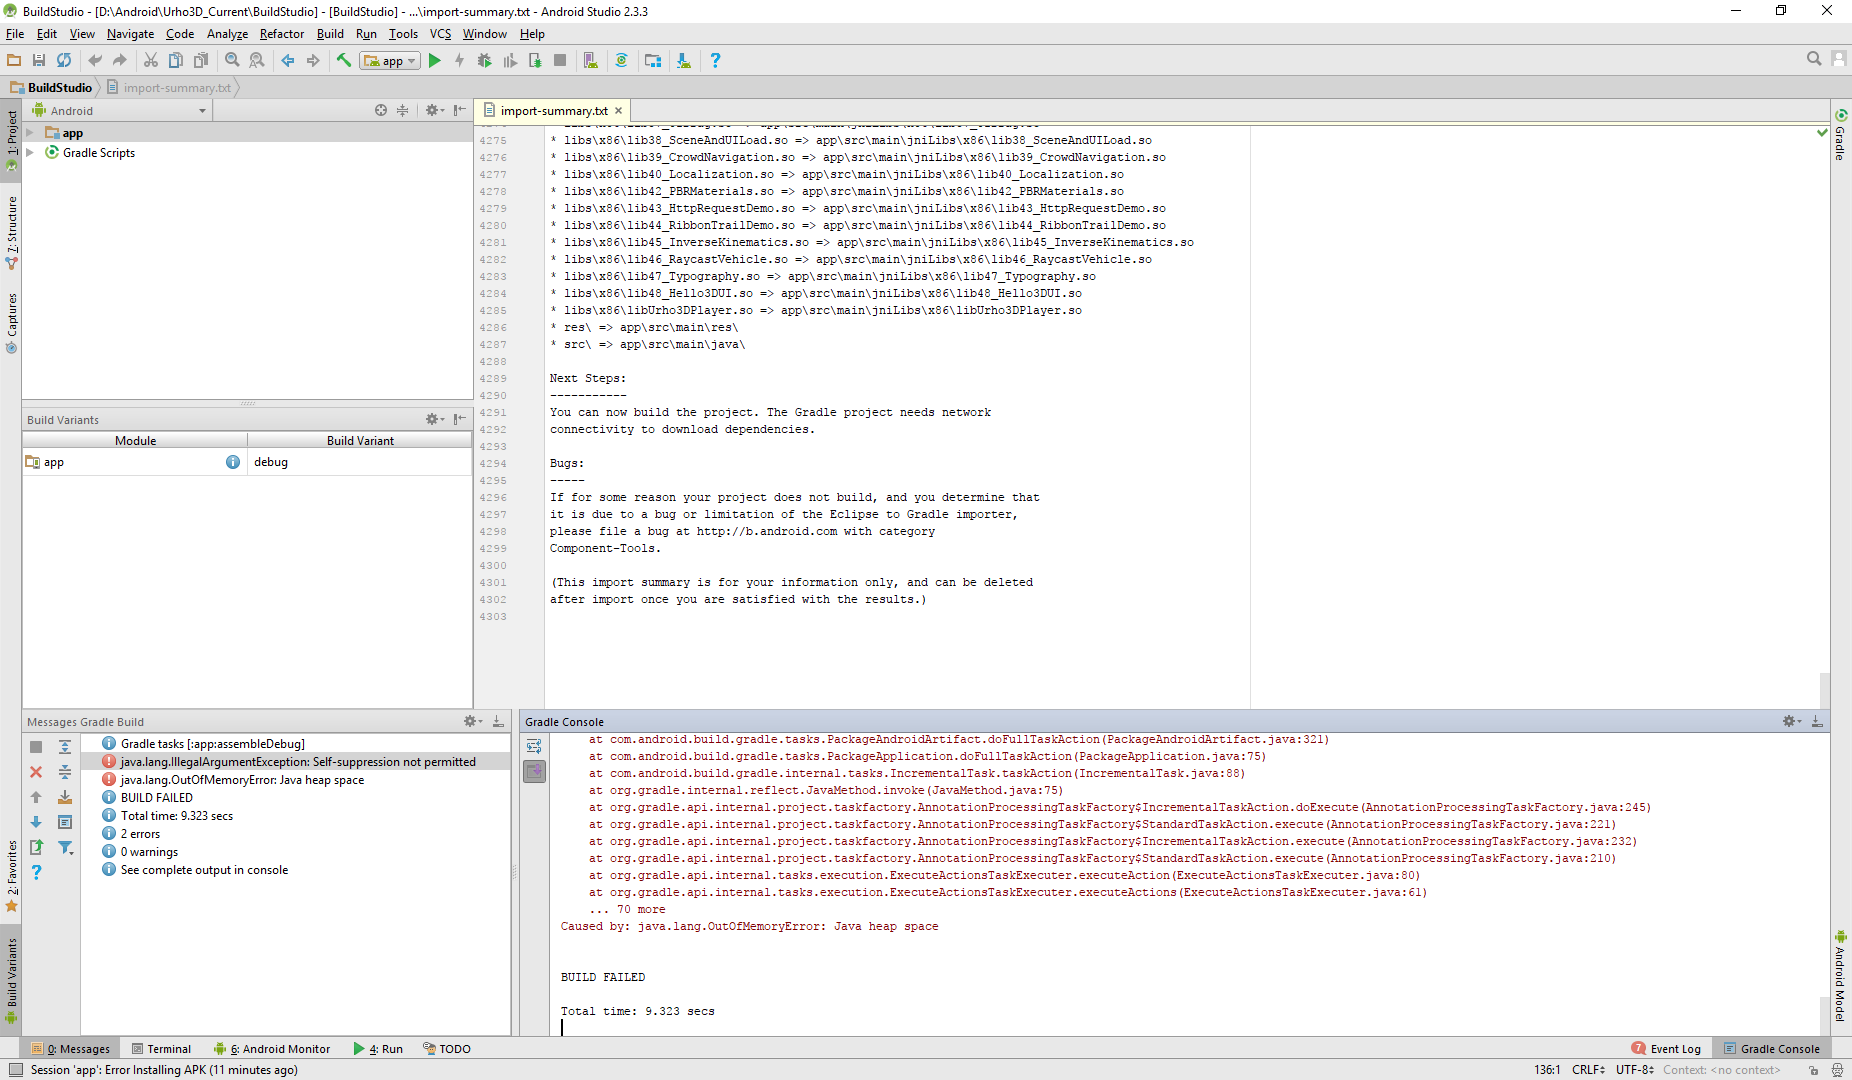 BuildStudio - [D:\Android\Urho3D_Current\BuildStudio] - [BuildStudio] - ...\import-summary.txt - Android Studio 2.3.3
File Edit View Navigate Code Analyze Refactor Build Run Tools VCS Window Help
app
BuildStudio import-summary.txt
1: Project
7: Structure
Captures
2: Favorites
Build Variants
Android
app
Gradle Scripts
Build Variants
Module Build Variant
app debug
import-summary.txt
4275 * libs\x86\lib38_SceneAndUILoad.so => app\src\main\jniLibs\x86\lib38_SceneAndUILoad.so
4276 * libs\x86\lib39_CrowdNavigation.so => app\src\main\jniLibs\x86\lib39_CrowdNavigation.so
4277 * libs\x86\lib40_Localization.so => app\src\main\jniLibs\x86\lib40_Localization.so
4278 * libs\x86\lib42_PBRMaterials.so => app\src\main\jniLibs\x86\lib42_PBRMaterials.so
4279 * libs\x86\lib43_HttpRequestDemo.so => app\src\main\jniLibs\x86\lib43_HttpRequestDemo.so
4280 * libs\x86\lib44_RibbonTrailDemo.so => app\src\main\jniLibs\x86\lib44_RibbonTrailDemo.so
4281 * libs\x86\lib45_InverseKinematics.so => app\src\main\jniLibs\x86\lib45_InverseKinematics.so
4282 * libs\x86\lib46_RaycastVehicle.so => app\src\main\jniLibs\x86\lib46_RaycastVehicle.so
4283 * libs\x86\lib47_Typography.so => app\src\main\jniLibs\x86\lib47_Typography.so
4284 * libs\x86\lib48_Hello3DUI.so => app\src\main\jniLibs\x86\lib48_Hello3DUI.so
4285 * libs\x86\libUrho3DPlayer.so => app\src\main\jniLibs\x86\libUrho3DPlayer.so
4286 * res\ => app\src\main\res\
4287 * src\ => app\src\main\java\
4288
4289 Next Steps:
4290 -----------
4291 You can now build the project. The Gradle project needs network
4292 connectivity to download dependencies.
4293
4294 Bugs:
4295 -----
4296 If for some reason your project does not build, and you determine that
4297 it is due to a bug or limitation of the Eclipse to Gradle importer,
4298 please file a bug at http://b.android.com with category
4299 Component-Tools.
4300
4301 (This import summary is for your information only, and can be deleted
4302 after import once you are satisfied with the results.)
4303
Gradle
Android Model
Messages Gradle Build
Gradle tasks [:app:assembleDebug]
java.lang.IllegalArgumentException: Self-suppression not permitted
java.lang.OutOfMemoryError: Java heap space
BUILD FAILED
Total time: 9.323 secs
2 errors
0 warnings
See complete output in console
Gradle Console
at com.android.build.gradle.tasks.PackageAndroidArtifact.doFullTaskAction(PackageAndroidArtifact.java:321)
at com.android.build.gradle.tasks.PackageApplication.doFullTaskAction(PackageApplication.java:75)
at com.android.build.gradle.internal.tasks.IncrementalTask.taskAction(IncrementalTask.java:88)
at org.gradle.internal.reflect.JavaMethod.invoke(JavaMethod.java:75)
at org.gradle.api.internal.project.taskfactory.AnnotationProcessingTaskFactory$IncrementalTaskAction.doExecute(AnnotationProcessingTaskFactory.java:245)
at org.gradle.api.internal.project.taskfactory.AnnotationProcessingTaskFactory$StandardTaskAction.execute(AnnotationProcessingTaskFactory.java:221)
at org.gradle.api.internal.project.taskfactory.AnnotationProcessingTaskFactory$IncrementalTaskAction.execute(AnnotationProcessingTaskFactory.java:232)
at org.gradle.api.internal.project.taskfactory.AnnotationProcessingTaskFactory$StandardTaskAction.execute(AnnotationProcessingTaskFactory.java:210)
at org.gradle.api.internal.tasks.execution.ExecuteActionsTaskExecuter.executeAction(ExecuteActionsTaskExecuter.java:80)
at org.gradle.api.internal.tasks.execution.ExecuteActionsTaskExecuter.executeActions(ExecuteActionsTaskExecuter.java:61)
... 70 more
Caused by: java.lang.OutOfMemoryError: Java heap space
BUILD FAILED
Total time: 9.323 secs
0: Messages Terminal 6: Android Monitor 4: Run TODO 7 Event Log Gradle Console
Session 'app': Error Installing APK (11 minutes ago) 136:1 CRLF UTF-8 Context: <no context>